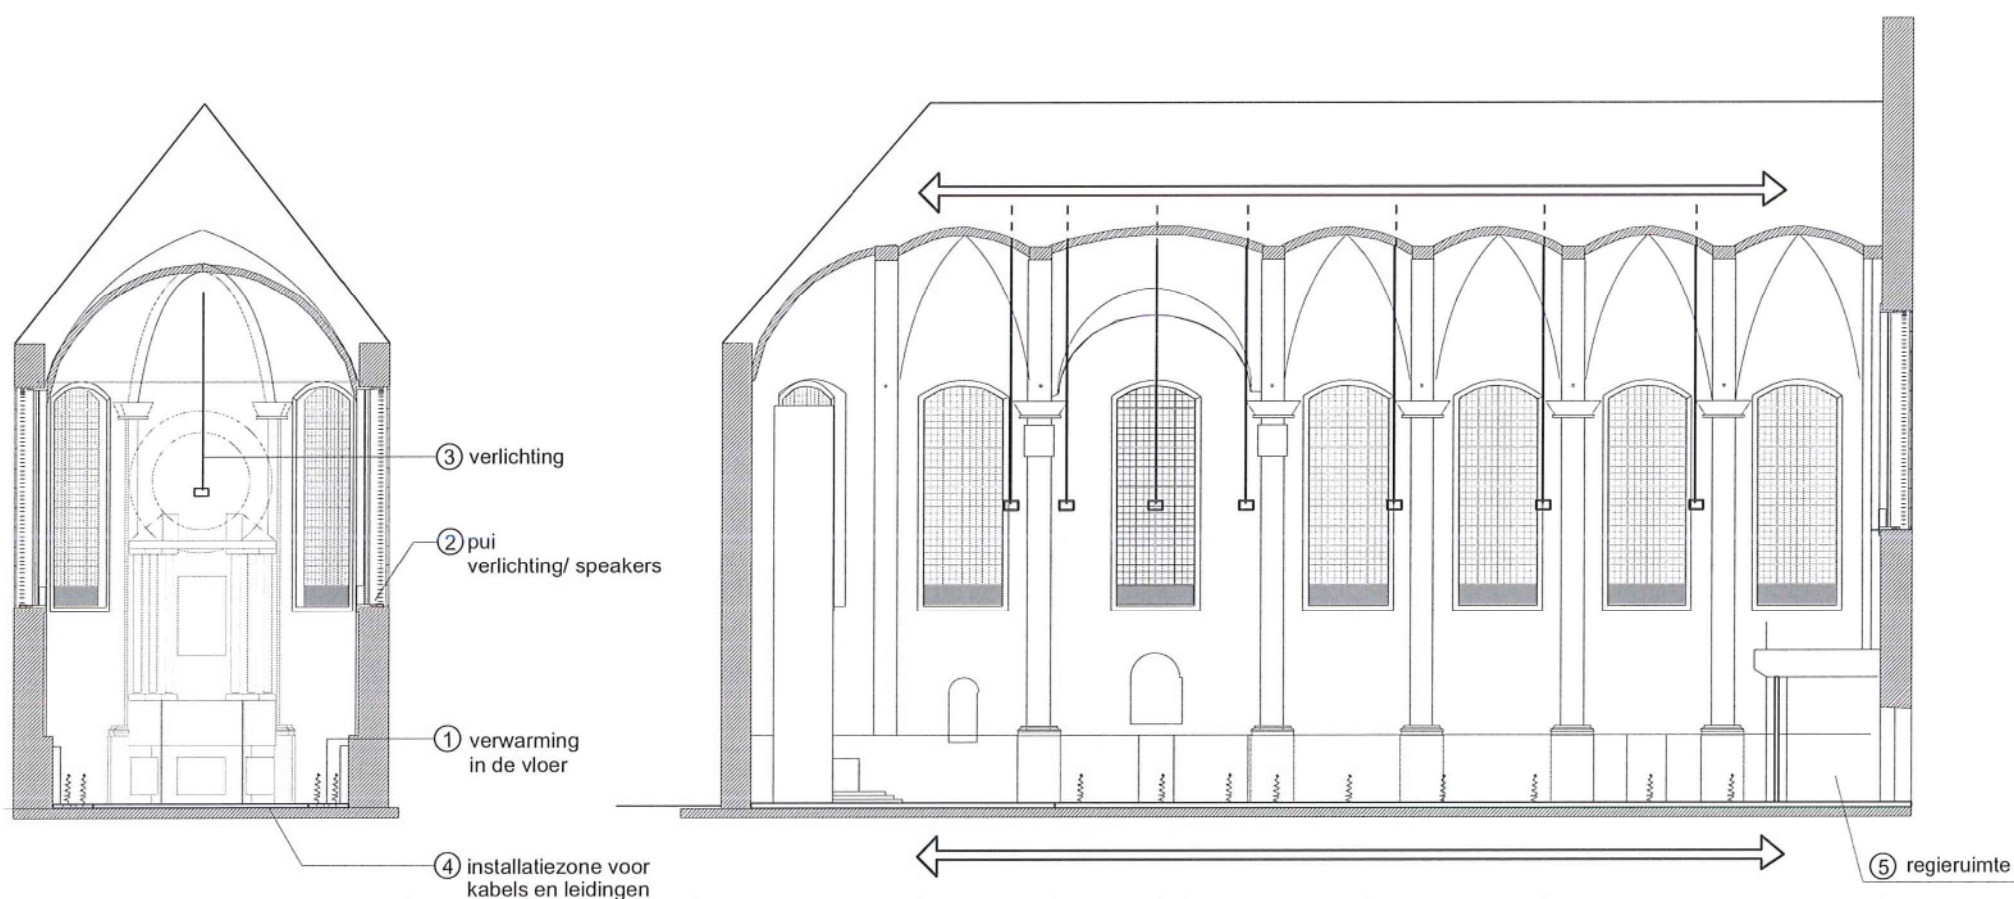 ③ verlichting
② pui
verlichting/ speakers
① verwarming
in de vloer
④ installatiezone voor
kabels en leidingen
⑤ regieruimte